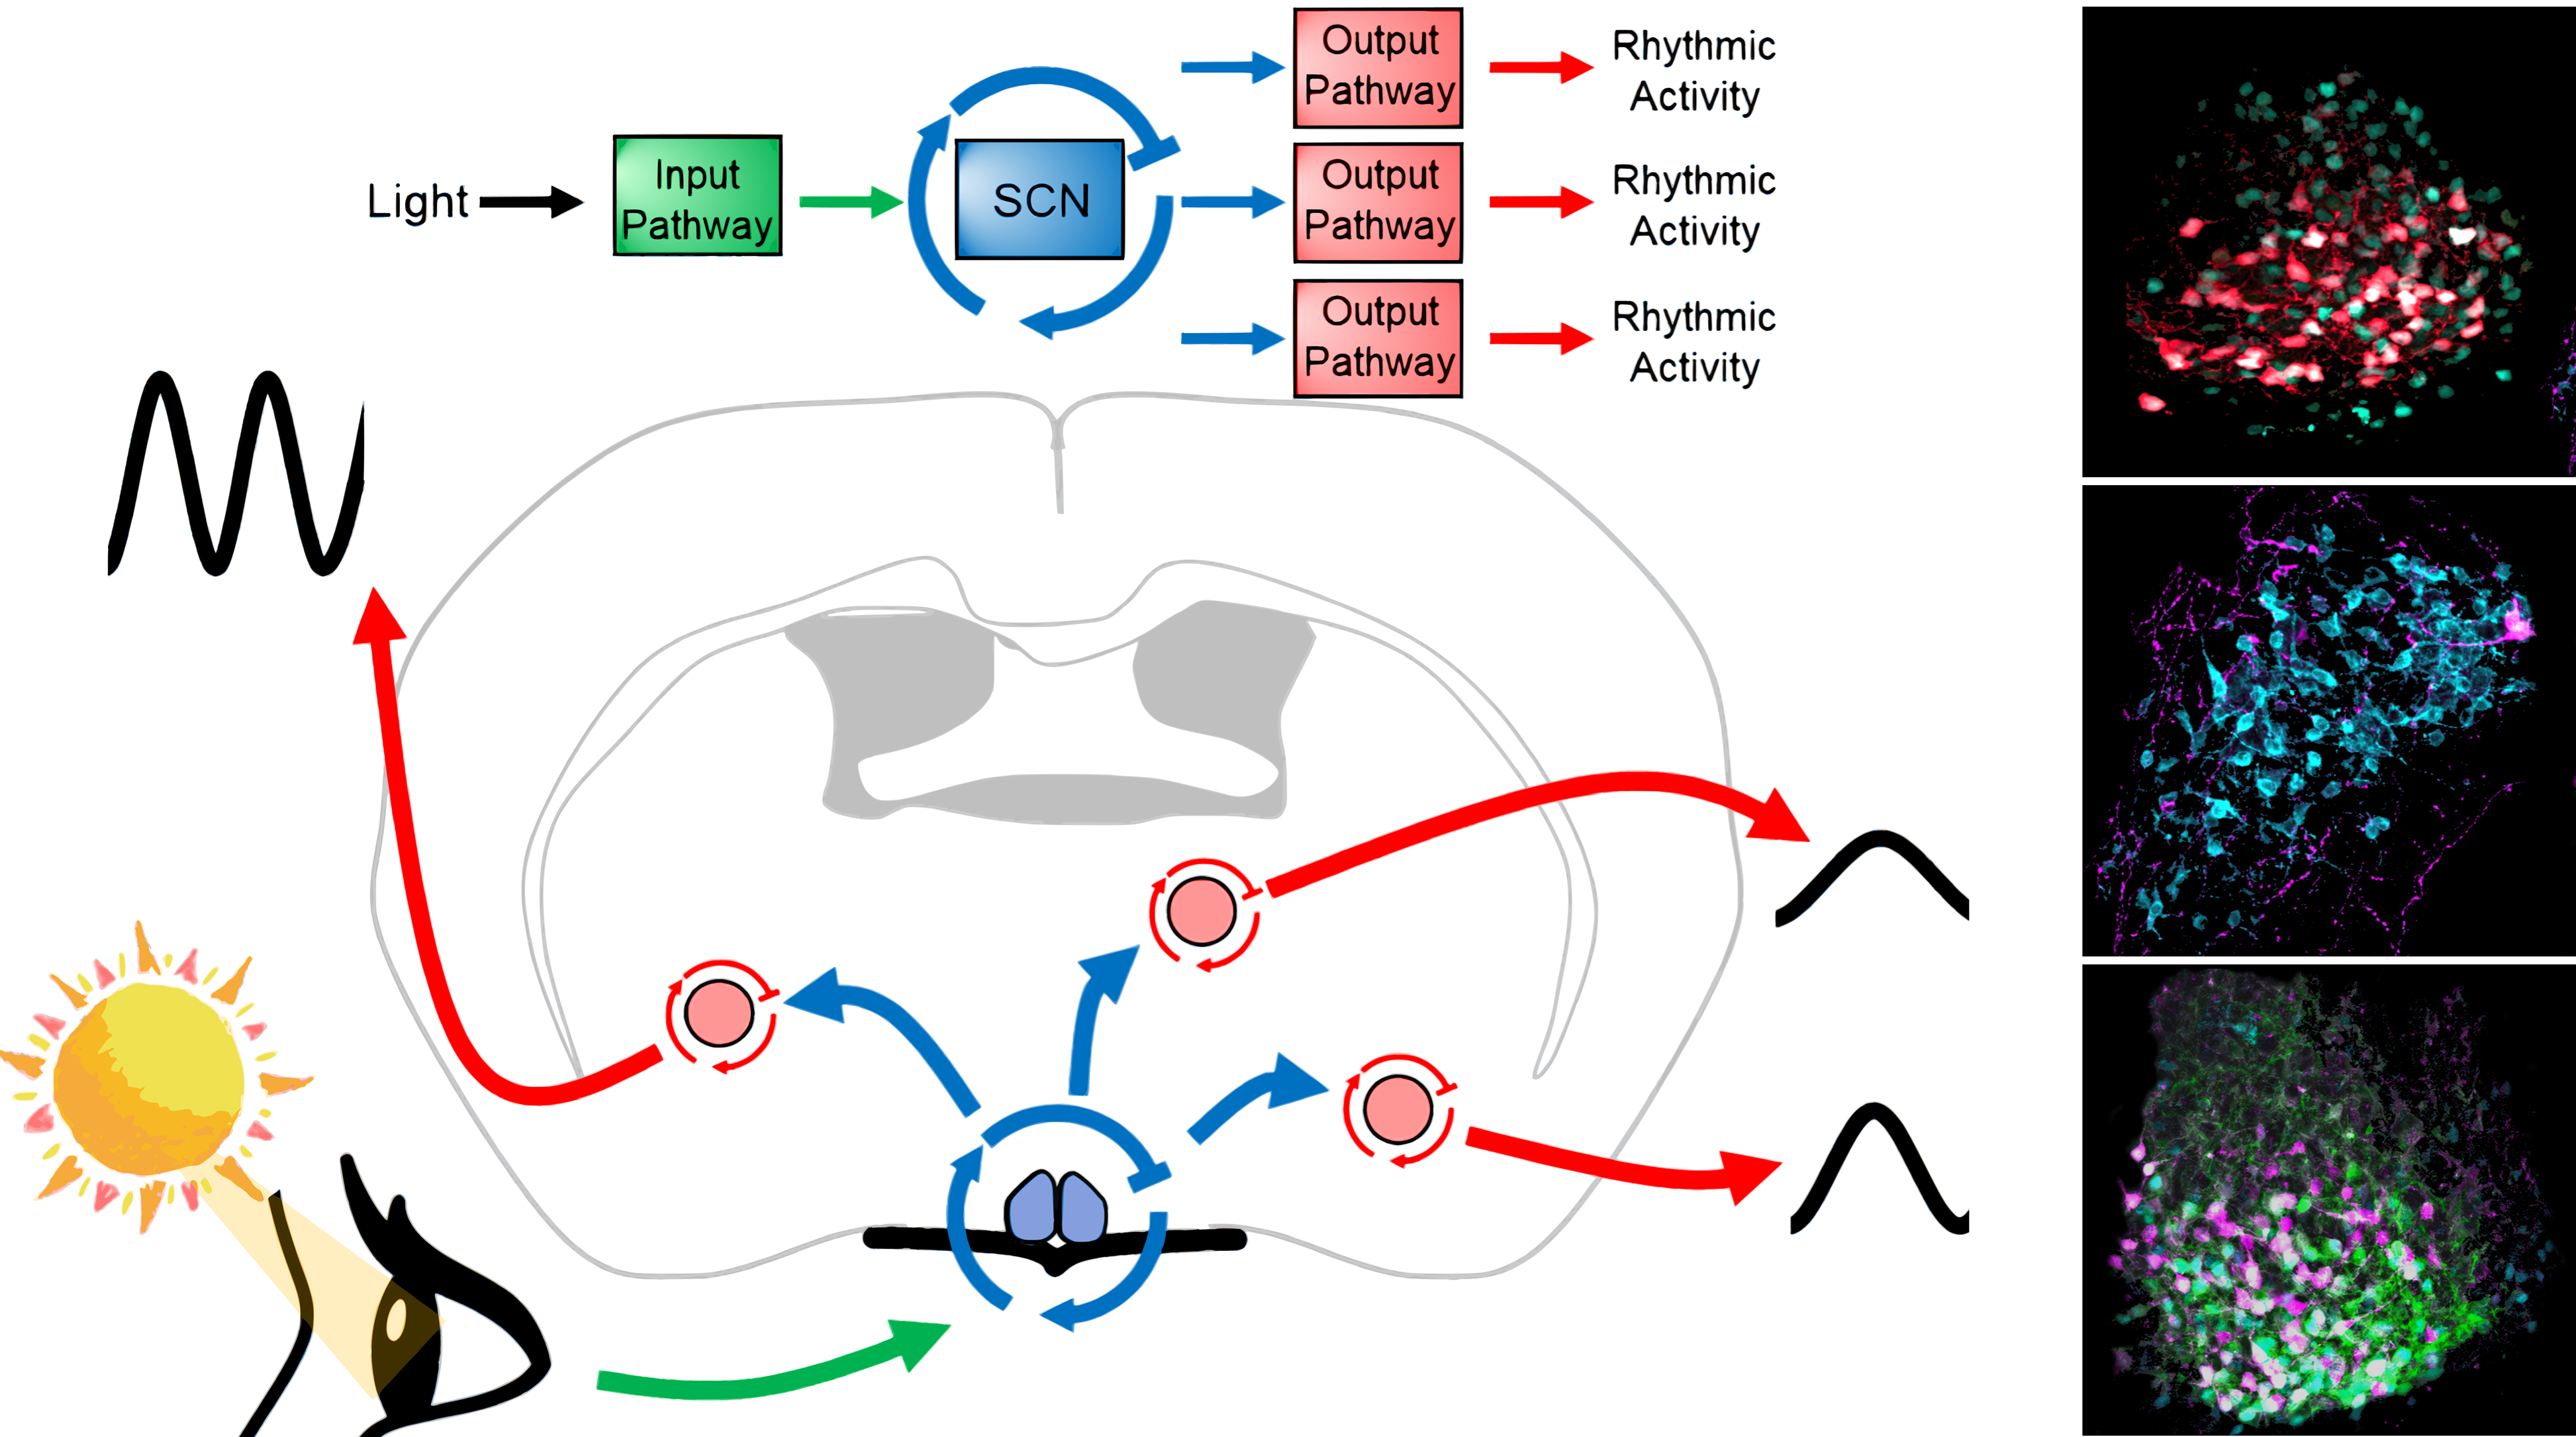 Light
Input
Pathway
SCN
Output
Pathway
Rhythmic
Activity
Output
Pathway
Rhythmic
Activity
Output
Pathway
Rhythmic
Activity